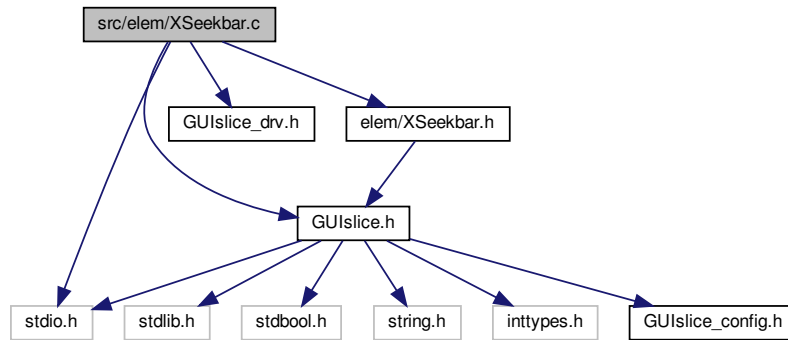 src/elem/XSeekbar.c
GUIslice_drv.h
elem/XSeekbar.h
GUIslice.h
stdio.h
stdlib.h
stdbool.h
string.h
inttypes.h
GUIslice_config.h